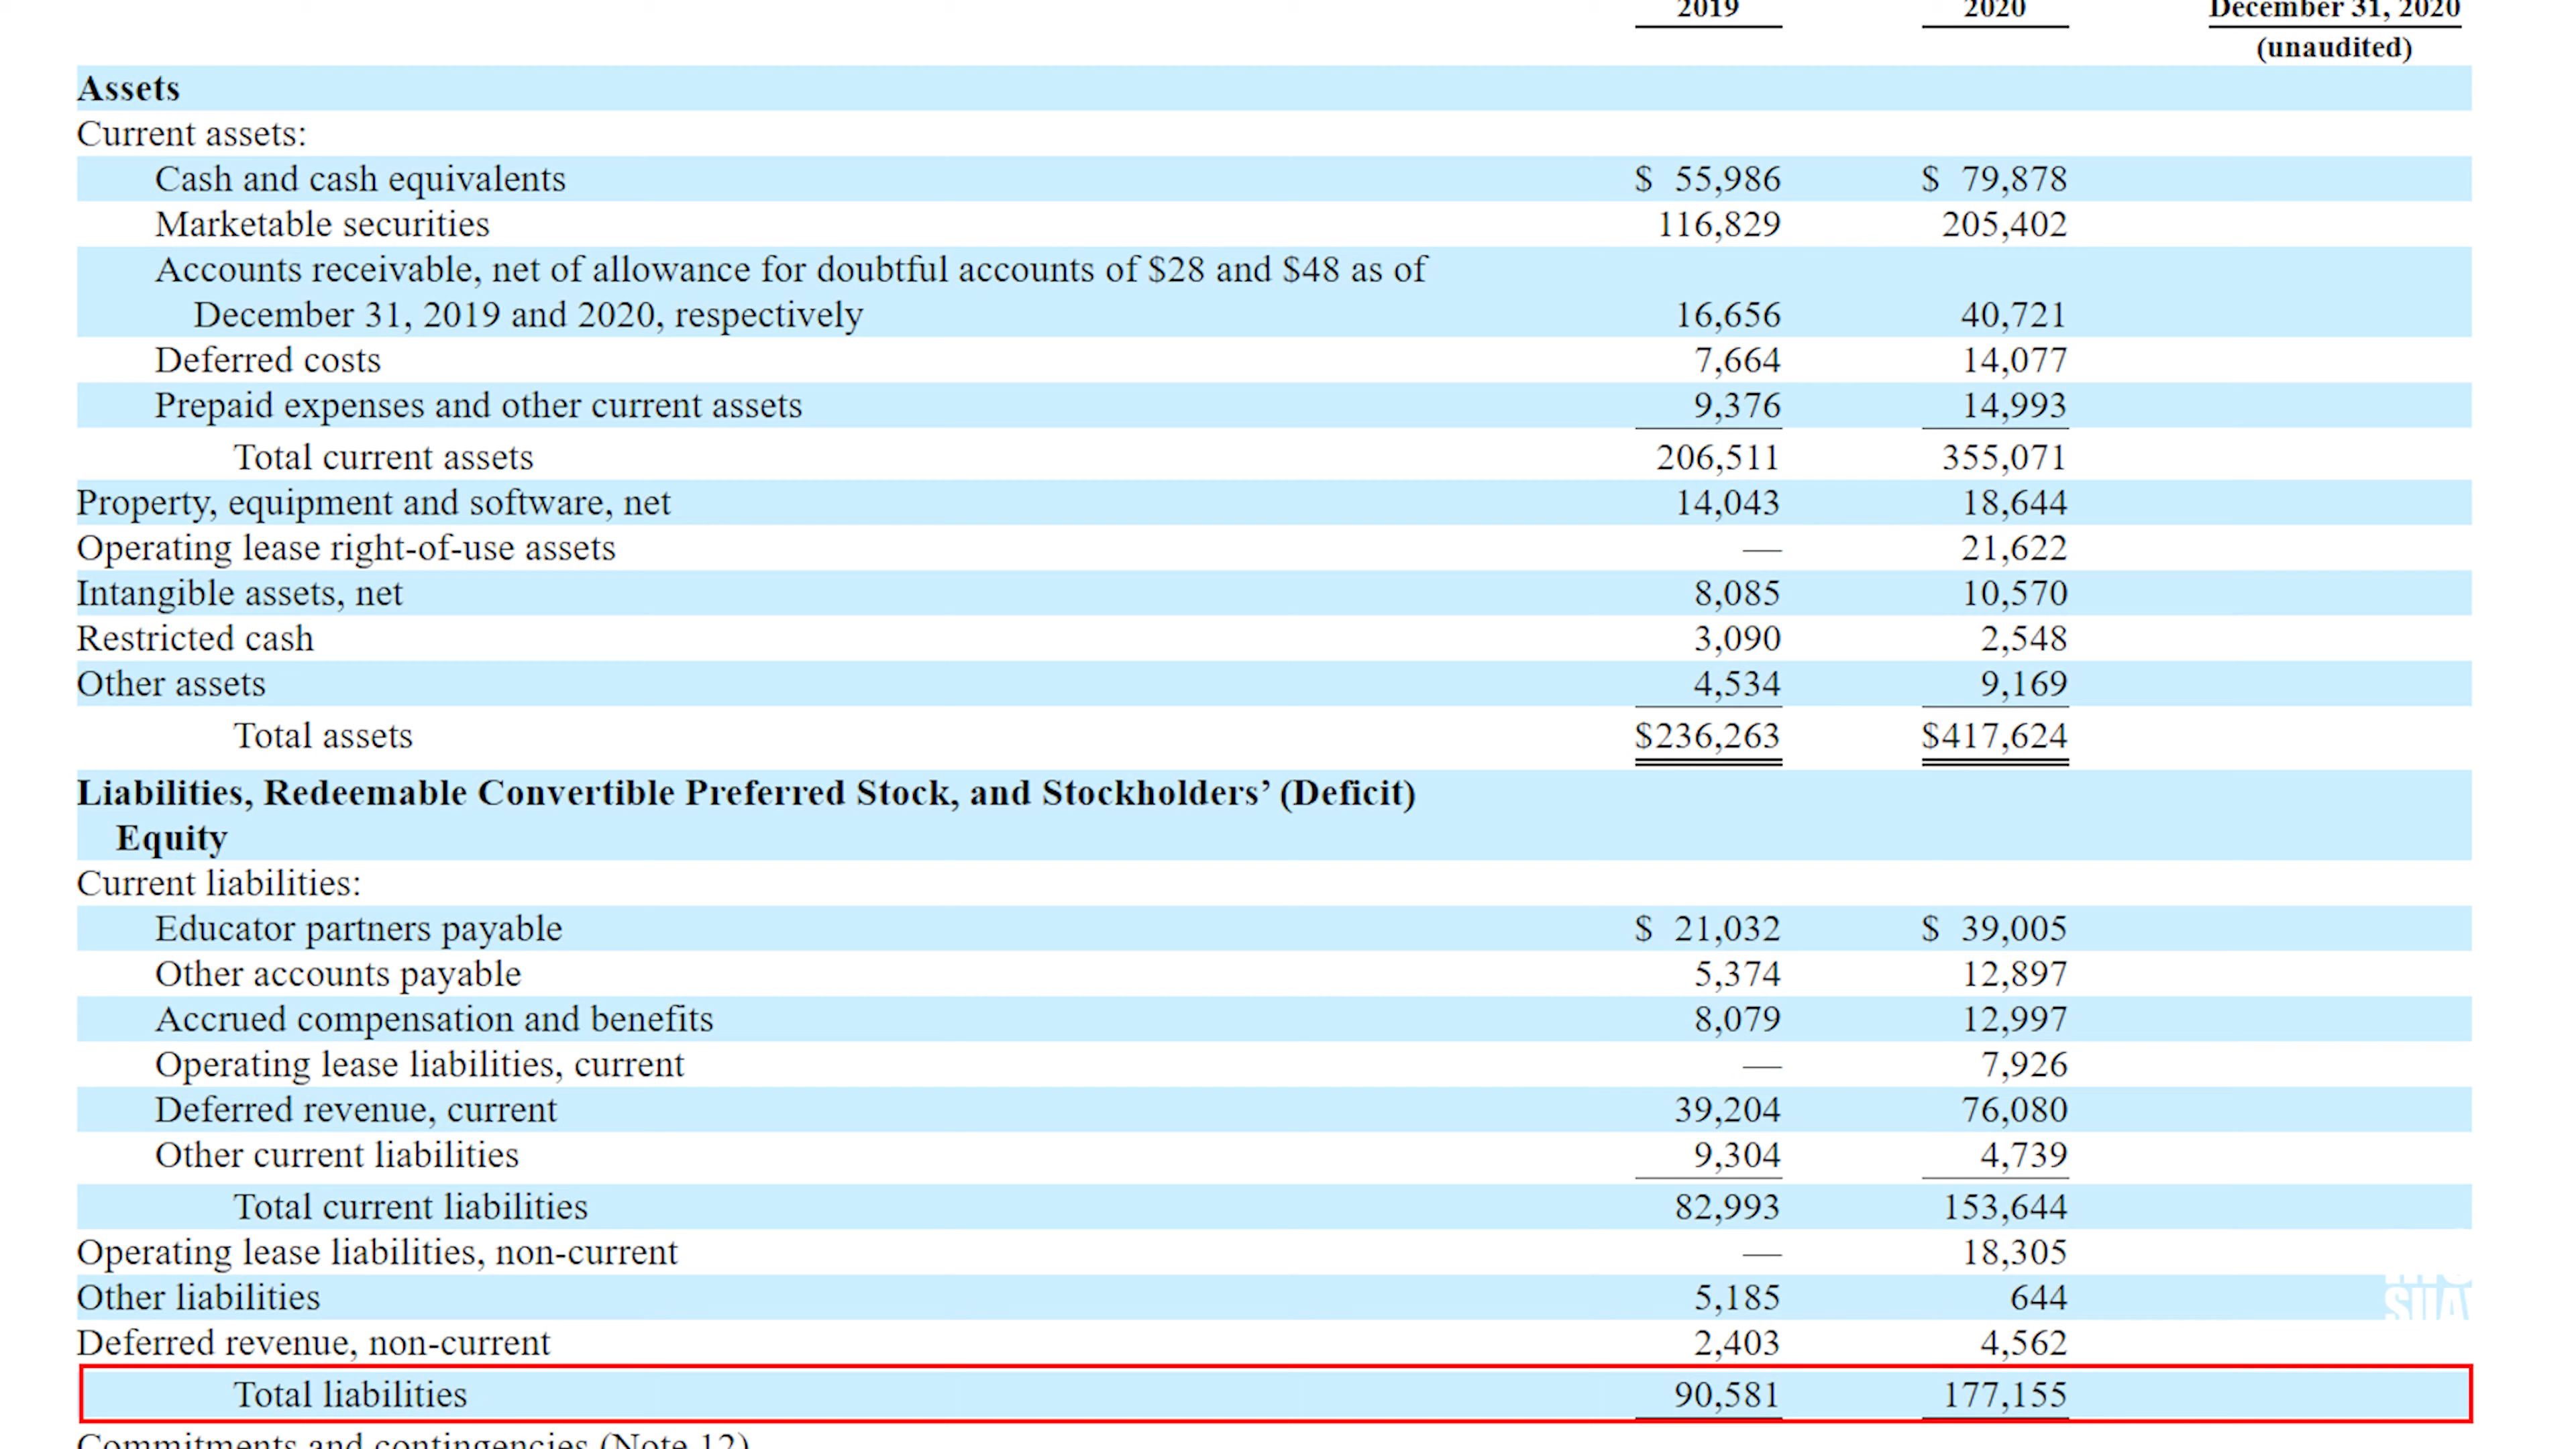 2019 2020 December 31, 2020
(unaudited)
Assets
Current assets:
Cash and cash equivalents $ 55,986 $ 79,878
Marketable securities 116,829 205,402
Accounts receivable, net of allowance for doubtful accounts of $28 and $48 as of
December 31, 2019 and 2020, respectively 16,656 40,721
Deferred costs 7,664 14,077
Prepaid expenses and other current assets 9,376 14,993
Total current assets 206,511 355,071
Property, equipment and software, net 14,043 18,644
Operating lease right-of-use assets — 21,622
Intangible assets, net 8,085 10,570
Restricted cash 3,090 2,548
Other assets 4,534 9,169
Total assets $236,263 $417,624
Liabilities, Redeemable Convertible Preferred Stock, and Stockholders’ (Deficit)
Equity
Current liabilities:
Educator partners payable $ 21,032 $ 39,005
Other accounts payable 5,374 12,897
Accrued compensation and benefits 8,079 12,997
Operating lease liabilities, current — 7,926
Deferred revenue, current 39,204 76,080
Other current liabilities 9,304 4,739
Total current liabilities 82,993 153,644
Operating lease liabilities, non-current — 18,305
Other liabilities 5,185 644
Deferred revenue, non-current 2,403 4,562
Total liabilities 90,581 177,155
Commitments and contingencies (Note 12)